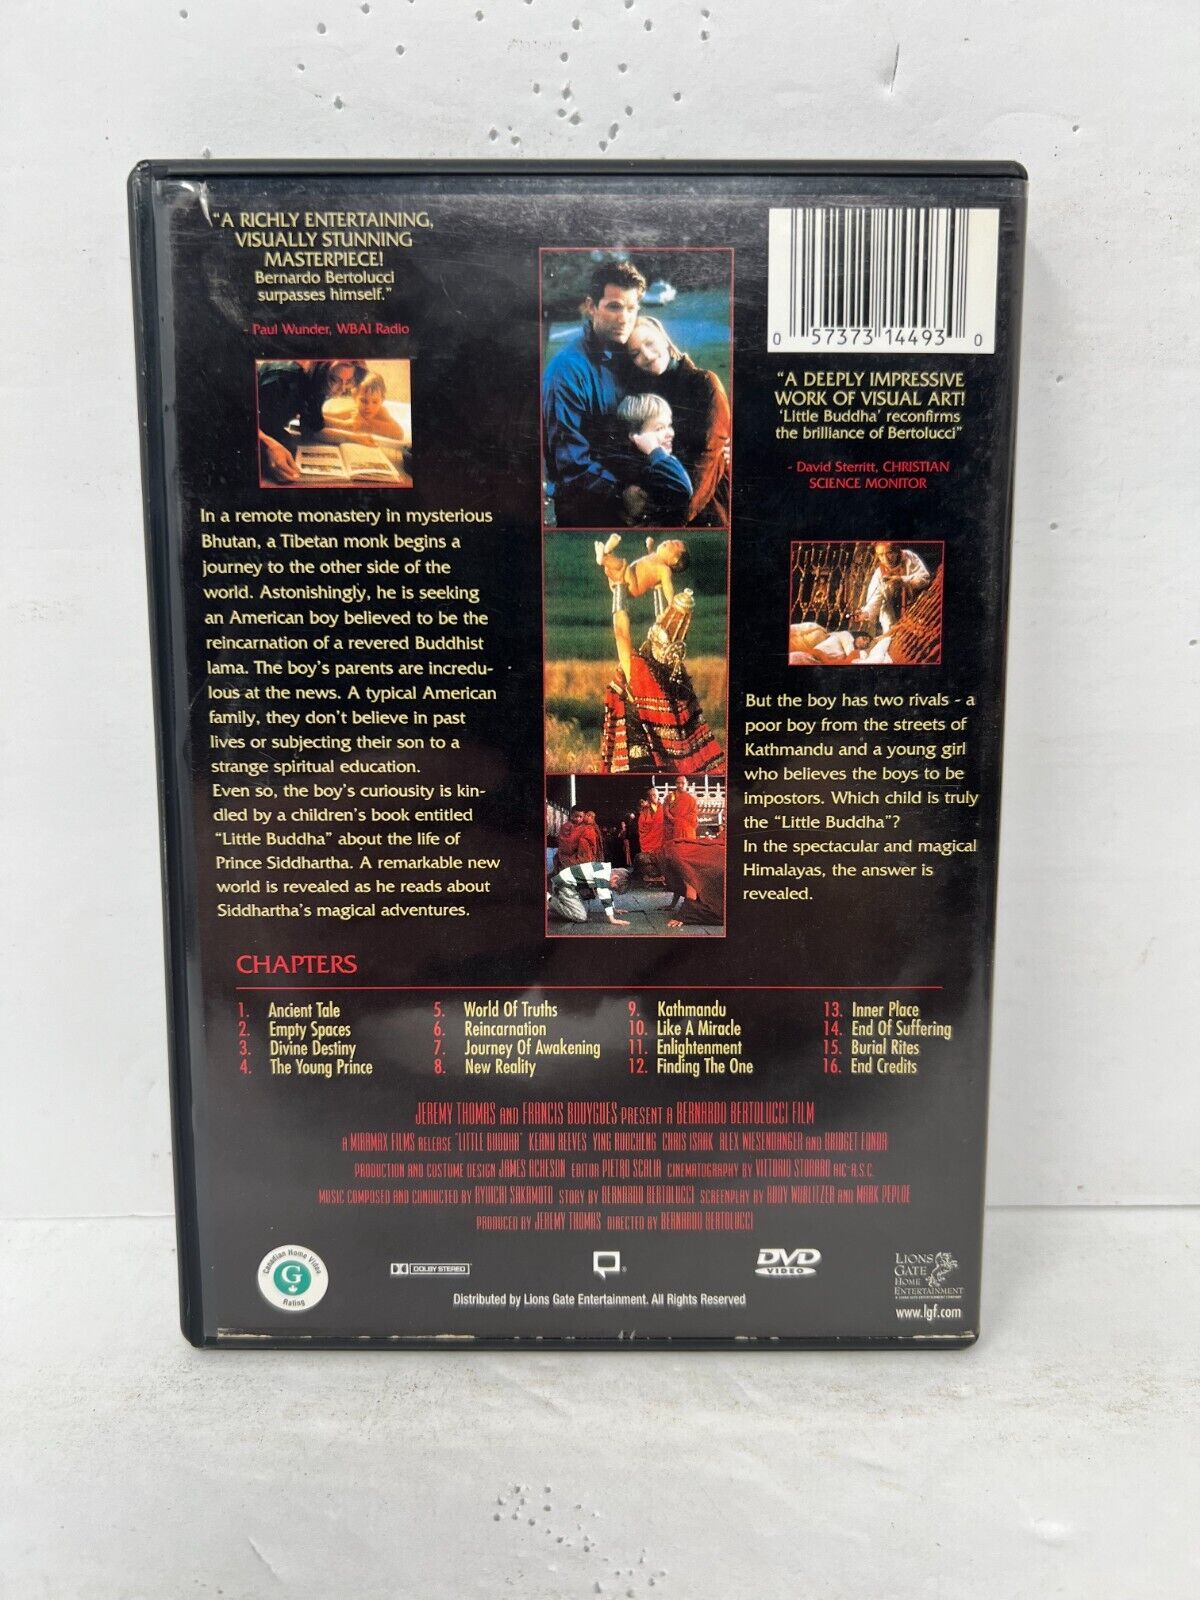 "A RICHLY ENTERTAINING,
VISUALLY STUNNING
MASTERPIECE!
Bernardo Bertolucci
surpasses himself."
- Paul Wunder, WBAI Radio
In a remote monastery in mysterious
Bhutan, a Tibetan monk begins a
journey to the other side of the
world. Astonishingly, he is seeking
an American boy believed to be the
reincarnation of a revered Buddhist
lama. The boy's parents are incredu-
lous at the news. A typical American
family, they don't believe in past
lives or subjecting their son to a
strange spiritual education.
Even so, the boy's curiousity is kin-
dled by a children's book entitled
"Little Buddha" about the life of
Prince Siddhartha. A remarkable new
world is revealed as he reads about
Siddhartha's magical adventures.
0 57373 14493 0
"A DEEPLY IMPRESSIVE
WORK OF VISUAL ART!
'Little Buddha' reconfirms
the brilliance of Bertolucci"
- David Sterritt, CHRISTIAN
SCIENCE MONITOR
But the boy has two rivals - a
poor boy from the streets of
Kathmandu and a young girl
who believes the boys to be
impostors. Which child is truly
the "Little Buddha"?
In the spectacular and magical
Himalayas, the answer is
revealed.
CHAPTERS
1. Ancient Tale
2. Empty Spaces
3. Divine Destiny
4. The Young Prince
5. World Of Truths
6. Reincarnation
7. Journey Of Awakening
8. New Reality
9. Kathmandu
10. Like A Miracle
11. Enlightenment
12. Finding The One
13. Inner Place
14. End Of Suffering
15. Burial Rites
16. End Credits
JEREMY THOMAS AND FRANCIS BOUYGUES PRESENT A BERNARDO BERTOLUCCI FILM
A MIRAMAX FILMS RELEASE "LITTLE BUDDHA" KEANU REEVES YING RUOCHENG CHRIS ISAAK ALEX WIESENDANGER AND BRIDGET FONDA
PRODUCTION AND COSTUME DESIGN JAMES ACHESON EDITOR PIETRO SCALIA CINEMATOGRAPHY BY VITTORIO STORARO AIC-A.S.C.
MUSIC COMPOSED AND CONDUCTED BY RYUICHI SAKAMOTO STORY BY BERNARDO BERTOLUCCI SCREENPLAY BY RUDY WURLITZER AND MARK PEPLOE
PRODUCED BY JEREMY THOMAS DIRECTED BY BERNARDO BERTOLUCCI
Canadian Home Video
G
Rating
DOLBY STEREO
DVD
VIDEO
LIONS
GATE
HOME
ENTERTAINMENT
A LIONS GATE ENTERTAINMENT COMPANY
www.lgf.com
Distributed by Lions Gate Entertainment. All Rights Reserved